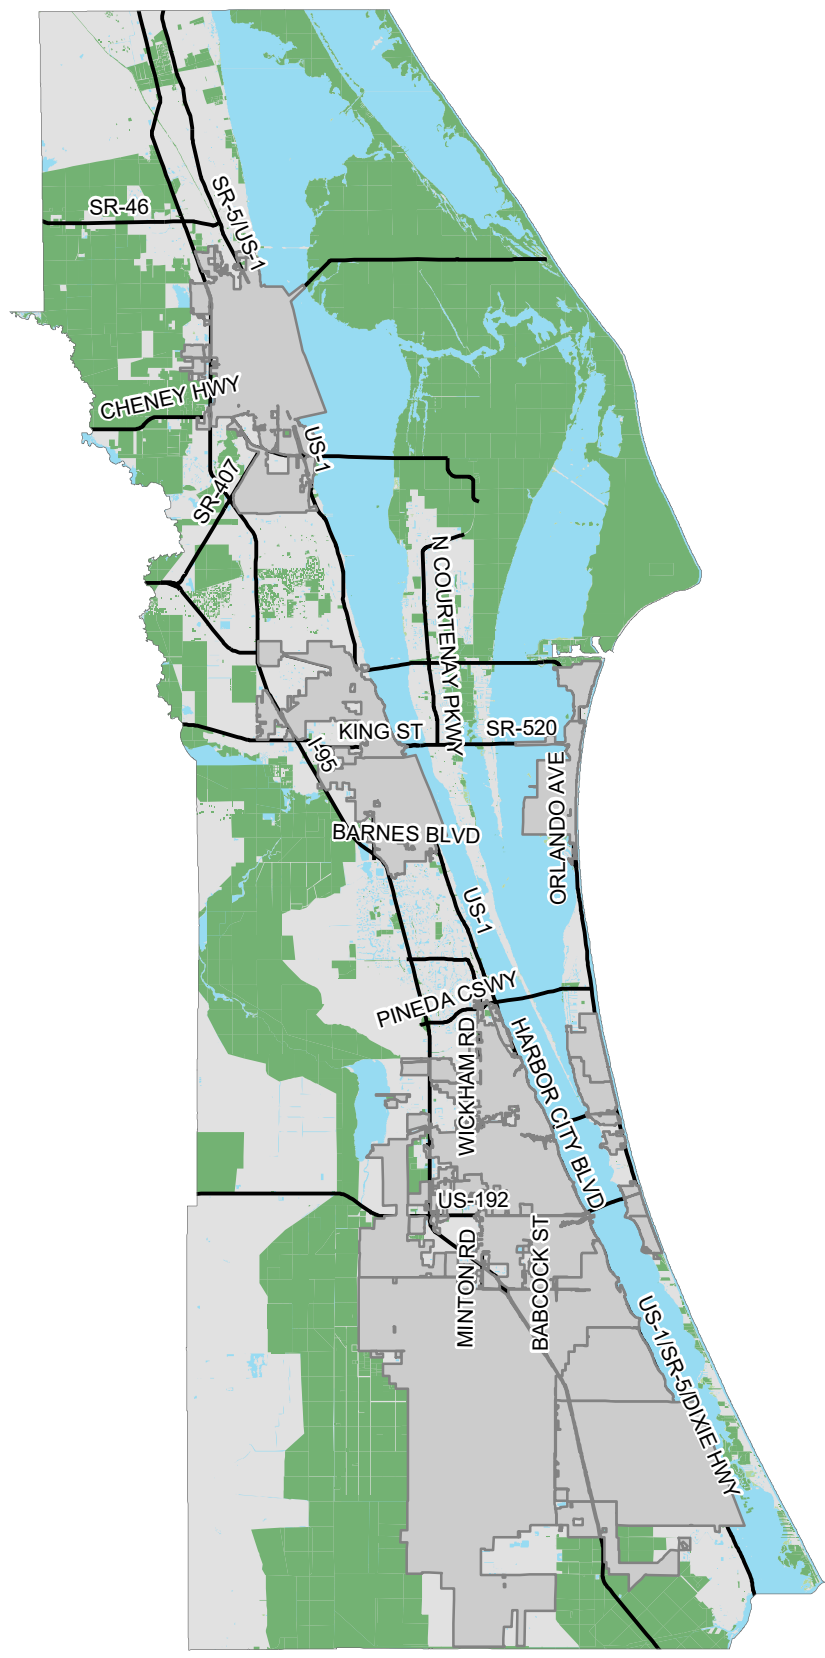 SR-46
SR-5/US-1
CHENEY HWY
US-1
SR-407
N COURTENAY PKWY
KING ST
SR-520
I-95
ORLANDO AVE
BARNES BLVD
US-1
PINEDA CSWY
WICKHAM RD
HARBOR CITY BLVD
US-192
MINTON RD
BABCOCK ST
US-1/SR-5/DIXIE HWY